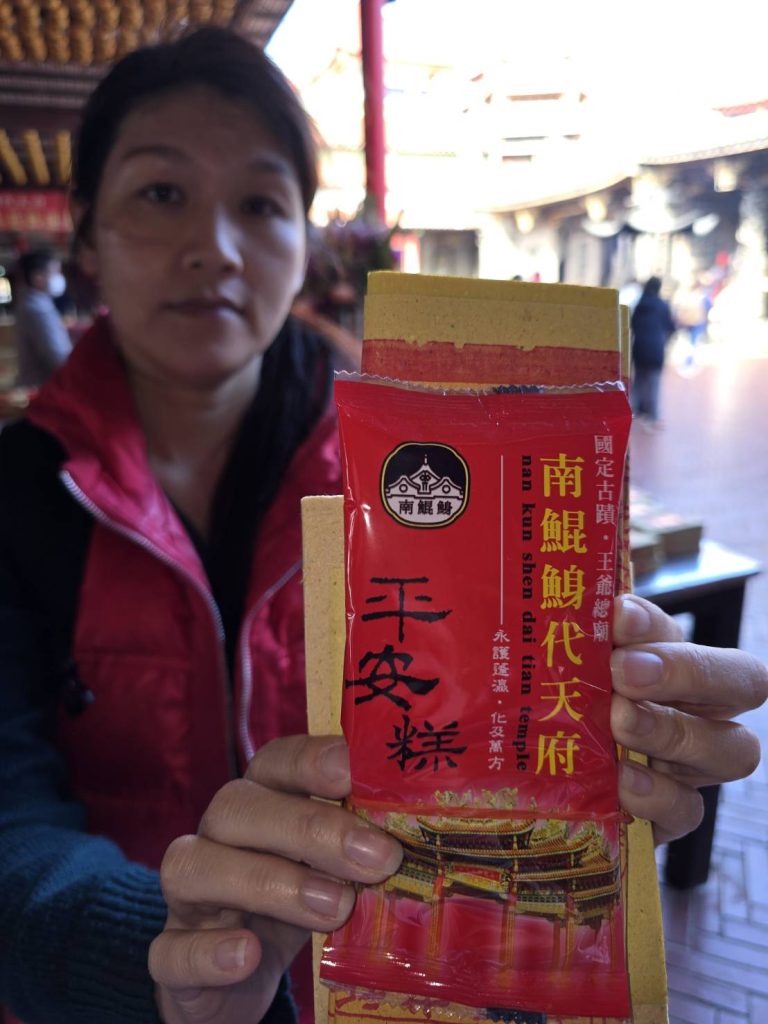 國定古蹟·王爺總廟
南鯤鯓代天府
nan kun shen dai tian temple
永護蓬瀛·化及萬方
南鯤鯓
平安糕